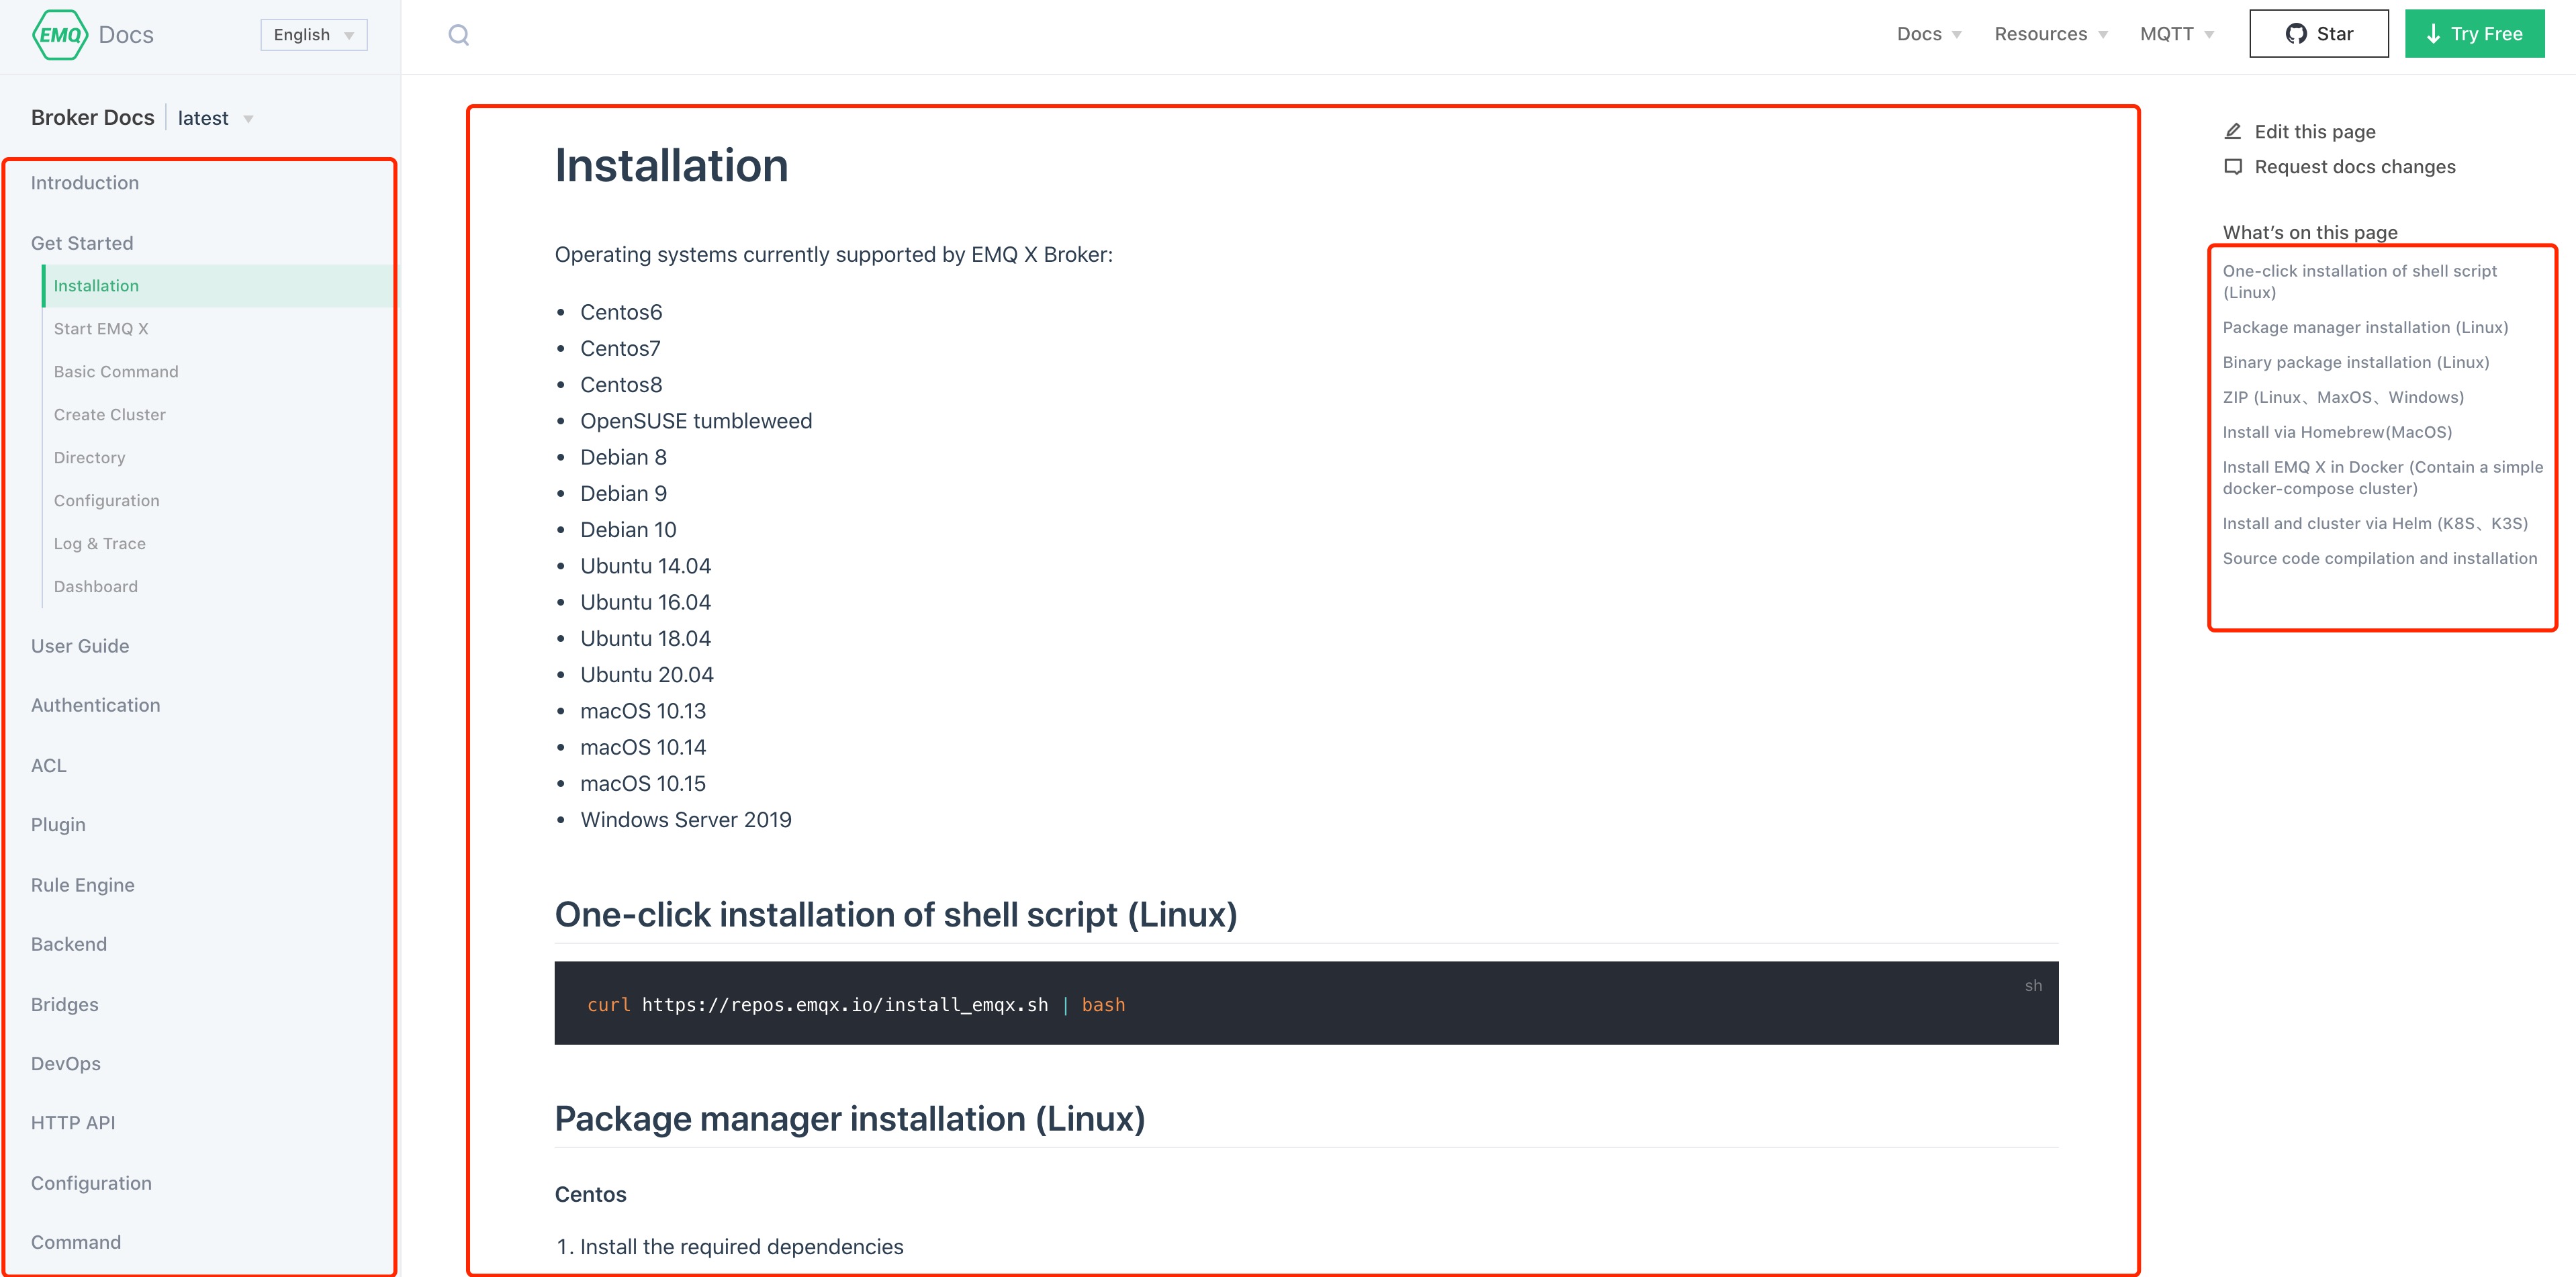 EMQ Docs
English
Docs
Resources
MQTT
Star
Try Free
Broker Docs
latest
Introduction
Get Started
Installation
Start EMQ X
Basic Command
Create Cluster
Directory
Configuration
Log & Trace
Dashboard
User Guide
Authentication
ACL
Plugin
Rule Engine
Backend
Bridges
DevOps
HTTP API
Configuration
Command
Installation
Operating systems currently supported by EMQ X Broker:
• Centos6
• Centos7
• Centos8
• OpenSUSE tumbleweed
• Debian 8
• Debian 9
• Debian 10
• Ubuntu 14.04
• Ubuntu 16.04
• Ubuntu 18.04
• Ubuntu 20.04
• macOS 10.13
• macOS 10.14
• macOS 10.15
• Windows Server 2019
One-click installation of shell script (Linux)
sh
curl https://repos.emqx.io/install_emqx.sh | bash
Package manager installation (Linux)
Centos
1. Install the required dependencies
Edit this page
Request docs changes
What's on this page
One-click installation of shell script
(Linux)
Package manager installation (Linux)
Binary package installation (Linux)
ZIP (Linux、MaxOS、Windows)
Install via Homebrew(MacOS)
Install EMQ X in Docker (Contain a simple
docker-compose cluster)
Install and cluster via Helm (K8S、K3S)
Source code compilation and installation